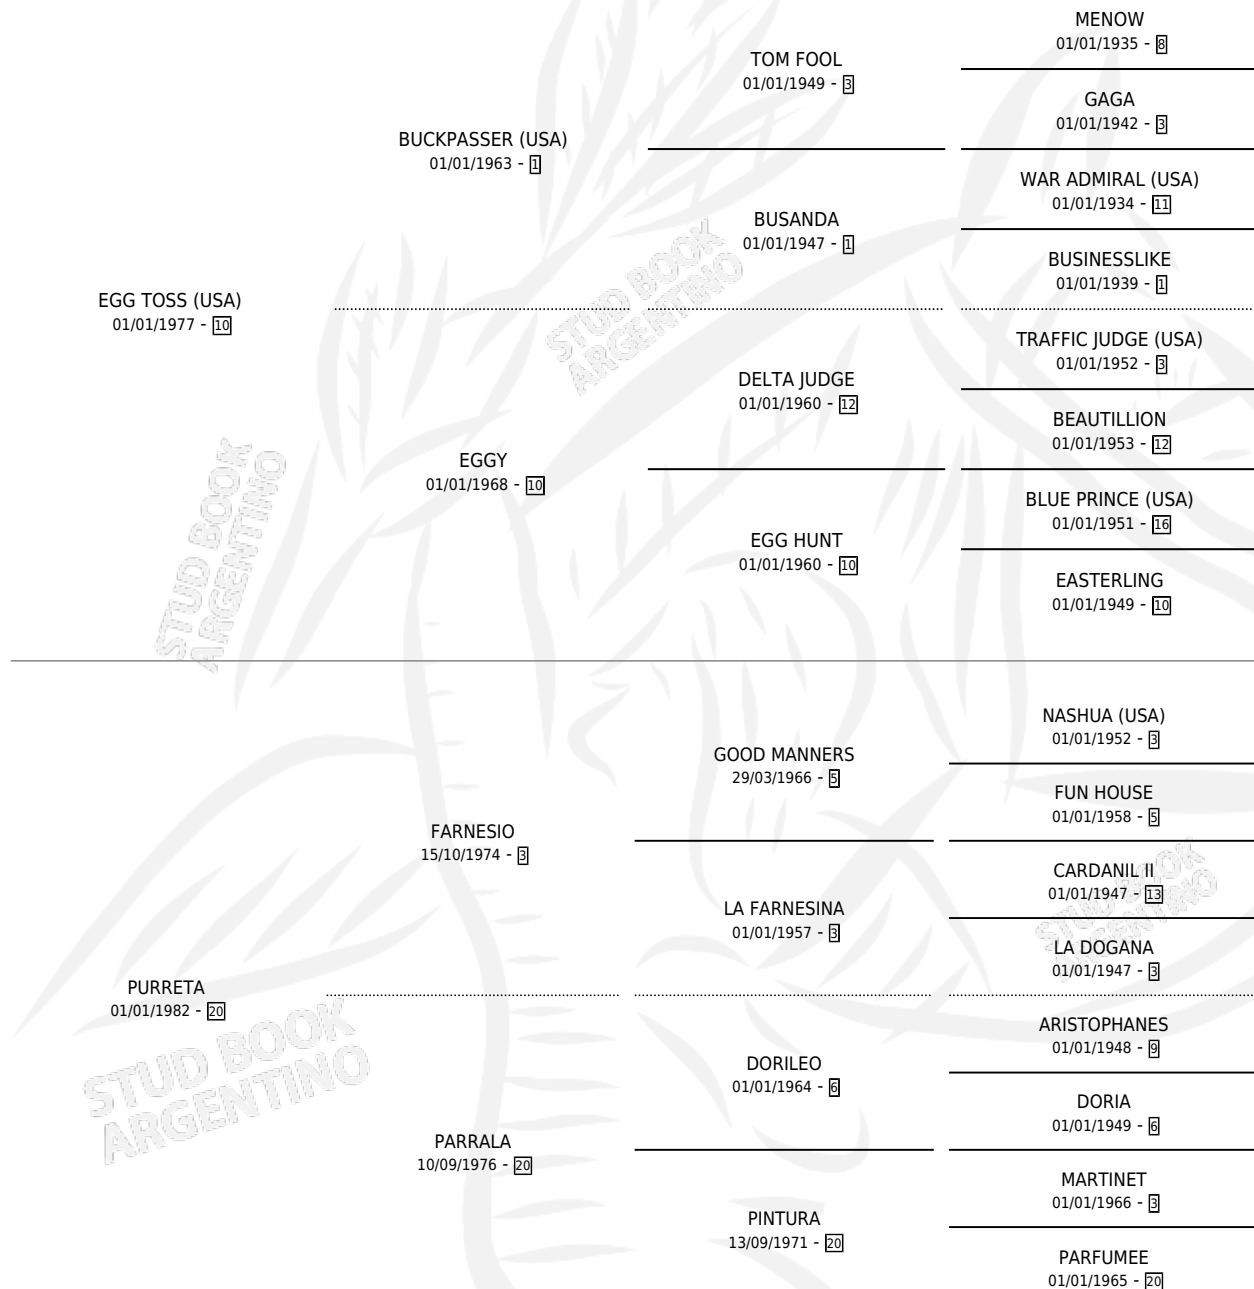 MENOW
01/01/1935 - 8
TOM FOOL
01/01/1949 - 3
GAGA
01/01/1942 - 3
BUCKPASSER (USA)
01/01/1963 - 1
WAR ADMIRAL (USA)
01/01/1934 - 11
BUSANDA
01/01/1947 - 1
BUSINESSLIKE
01/01/1939 - 1
EGG TOSS (USA)
01/01/1977 - 10
TRAFFIC JUDGE (USA)
01/01/1952 - 3
DELTA JUDGE
01/01/1960 - 12
BEAUTILLION
01/01/1953 - 12
EGGY
01/01/1968 - 10
BLUE PRINCE (USA)
01/01/1951 - 16
EGG HUNT
01/01/1960 - 10
EASTERLING
01/01/1949 - 10
NASHUA (USA)
01/01/1952 - 3
GOOD MANNERS
29/03/1966 - 5
FUN HOUSE
01/01/1958 - 5
FARNESIO
15/10/1974 - 3
CARDANIL II
01/01/1947 - 13
LA FARNESINA
01/01/1957 - 3
LA DOGANA
01/01/1947 - 3
PURRETA
01/01/1982 - 20
ARISTOPHANES
01/01/1948 - 9
DORILEO
01/01/1964 - 6
DORIA
01/01/1949 - 6
PARRALA
10/09/1976 - 20
MARTINET
01/01/1966 - 3
PINTURA
13/09/1971 - 20
PARFUMEE
01/01/1965 - 20
STUD BOOK
ARGENTINO
STUD BOOK
ARGENTINO
STUD BOOK
ARGENTINO
STUD BOOK
ARGENTINO